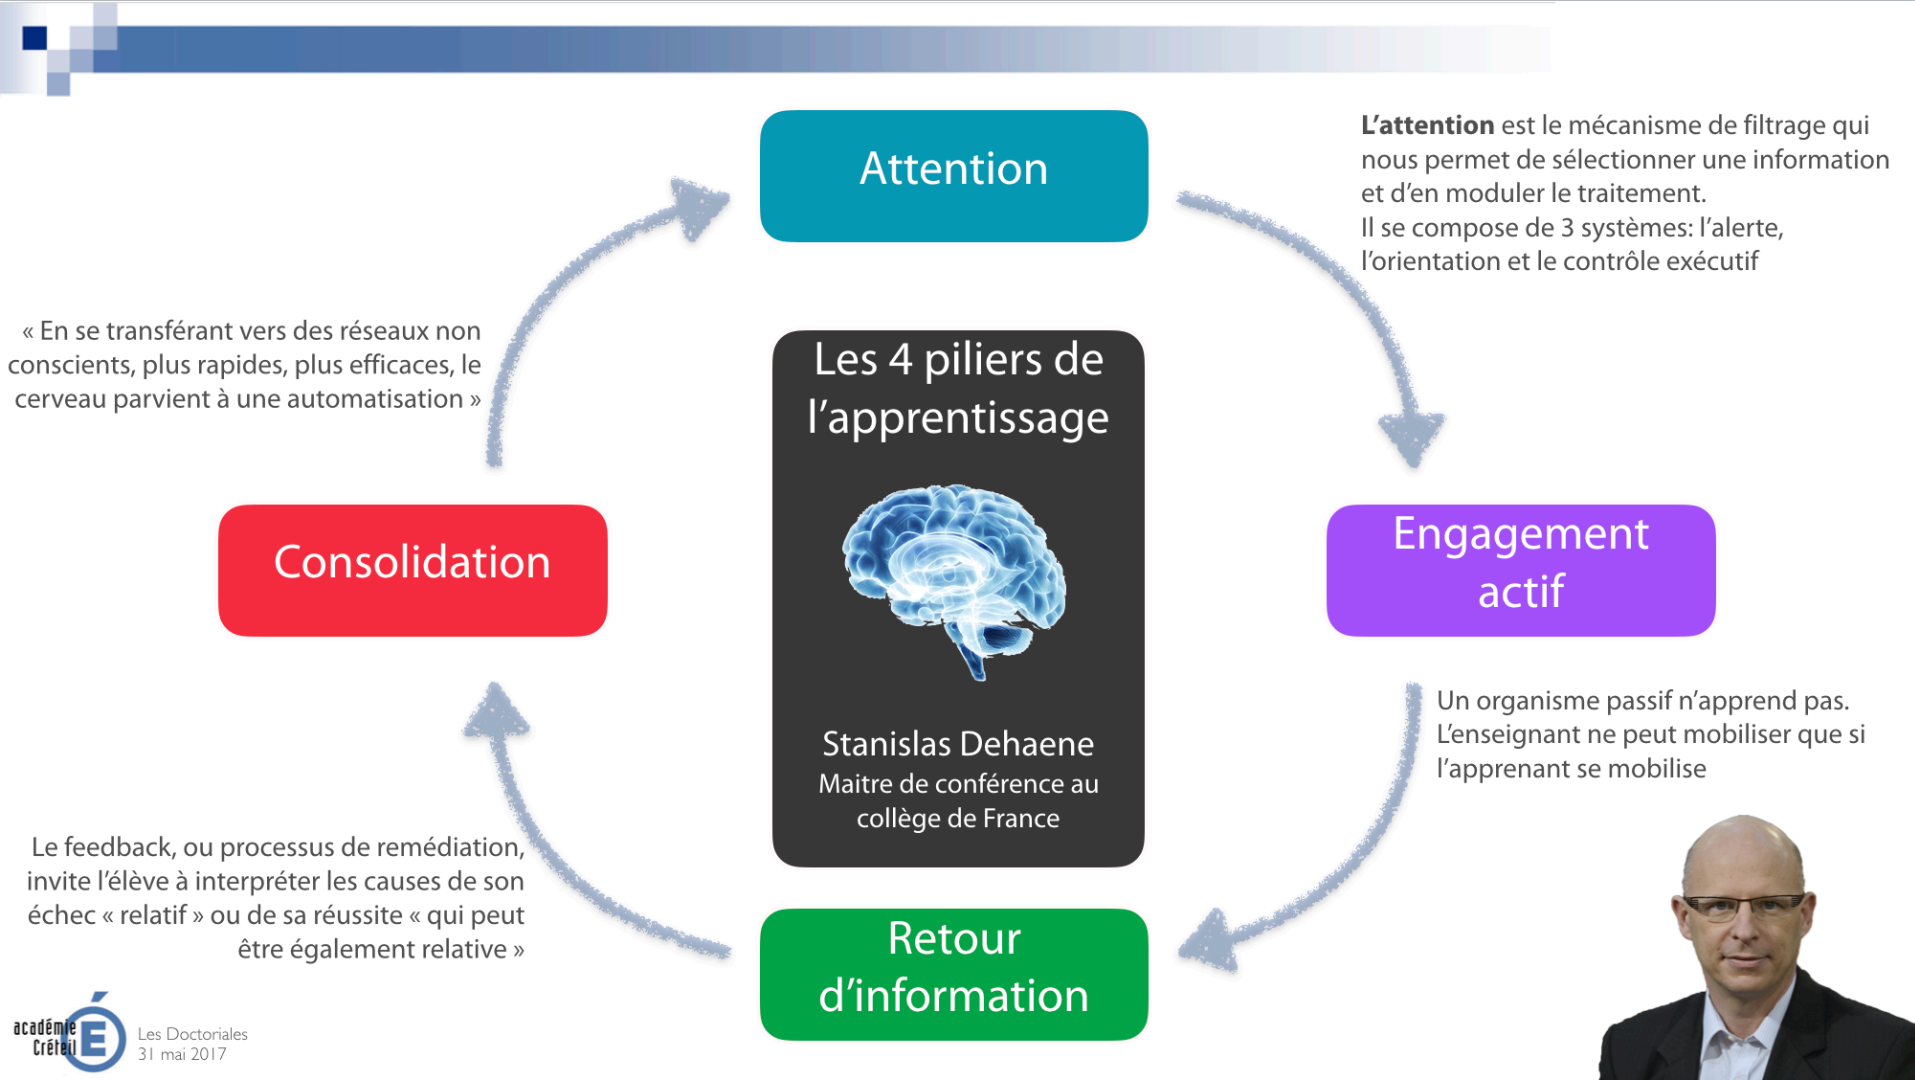 Attention
L’attention est le mécanisme de filtrage qui
nous permet de sélectionner une information
et d’en moduler le traitement.
Il se compose de 3 systèmes: l’alerte,
l’orientation et le contrôle exécutif
« En se transférant vers des réseaux non
conscients, plus rapides, plus efficaces, le
cerveau parvient à une automatisation »
Les 4 piliers de
l’apprentissage
Consolidation
Engagement
actif
Stanislas Dehaene
Maitre de conférence au
collège de France
Un organisme passif n’apprend pas.
L’enseignant ne peut mobiliser que si
l’apprenant se mobilise
Le feedback, ou processus de remédiation,
invite l’élève à interpréter les causes de son
échec « relatif » ou de sa réussite « qui peut
être également relative »
Retour
d’information
académie
Créteil
É
Les Doctoriales
31 mai 2017